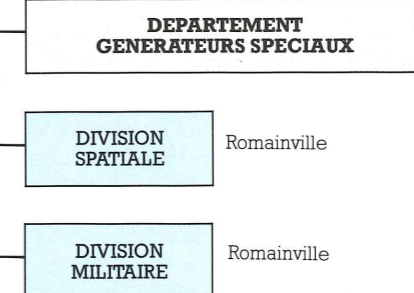 DEPARTEMENT
GENERATEURS SPECIAUX
DIVISION
SPATIALE
Romainville
DIVISION
MILITAIRE
Romainville